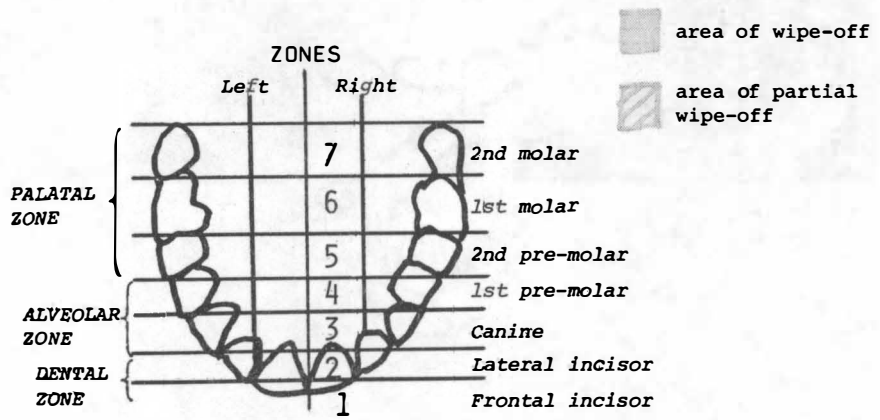 area of wipe-off
area of partial
wipe-off
ZONES
Left Right
7 2nd molar
PALATAL
ZONE
6 1st molar
5 2nd pre-molar
4 1st pre-molar
ALVEOLAR
ZONE
3 Canine
2 Lateral incisor
DENTAL
ZONE
1 Frontal incisor